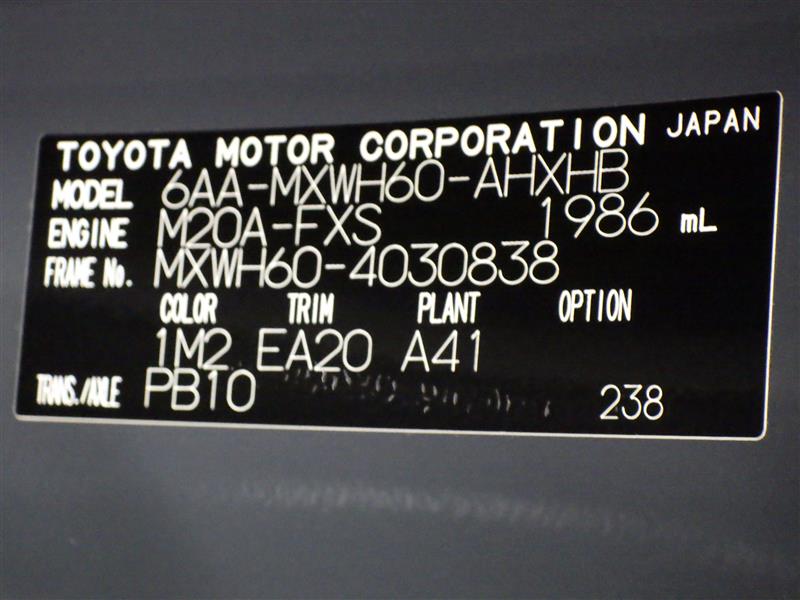 TOYOTA MOTOR CORPORATION JAPAN
MODEL 6AA-MXWH60-AHXHB
ENGINE M20A-FXS 1986 mL
FRAME No. MXWH60-4030838
COLOR TRIM PLANT OPTION
1M2 EA20 A41
TRANS./AXLE PB10 238